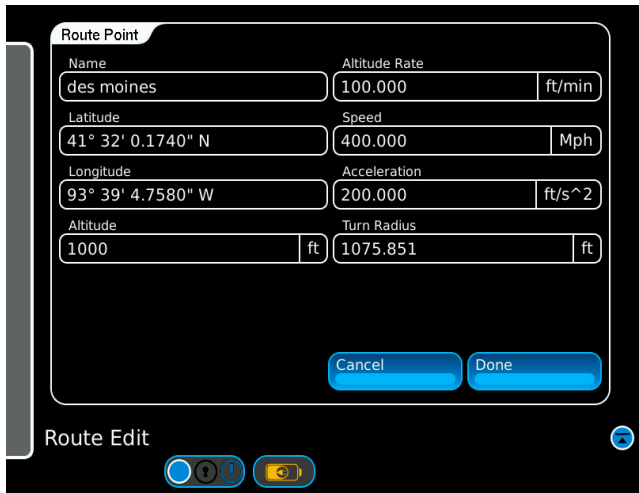 Route Point
Name
des moines
Latitude
41° 32' 0.1740" N
Longitude
93° 39' 4.7580" W
Altitude
1000 ft
Altitude Rate
100.000 ft/min
Speed
400.000 Mph
Acceleration
200.000 ft/s^2
Turn Radius
1075.851 ft
Cancel
Done
Route Edit